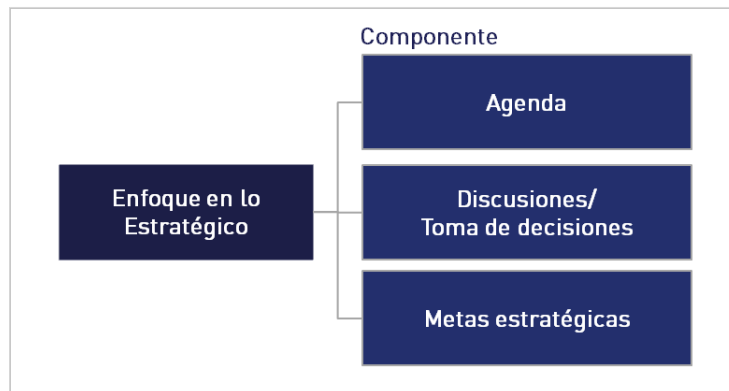 Componente
Agenda
Enfoque en lo
Estratégico
Discusiones/
Toma de decisiones
Metas estratégicas